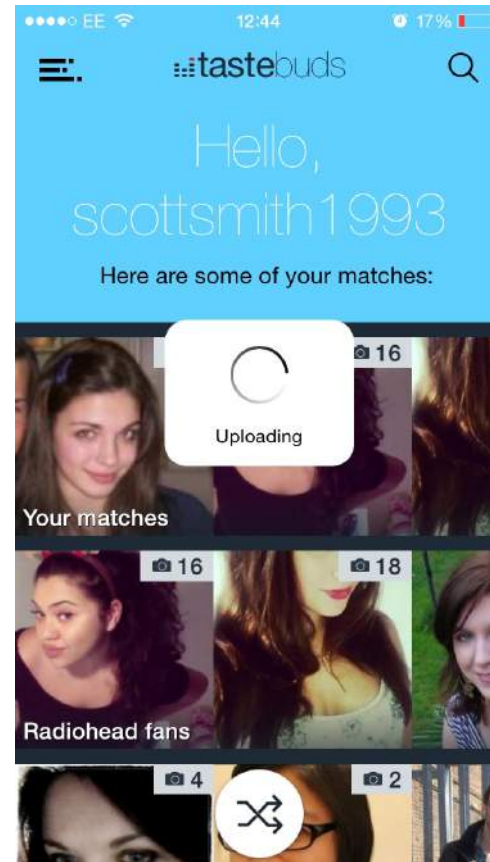 EE 12:44 17%
tastebuds
Hello,
scottsmith1993
Here are some of your matches:
16
Uploading
Your matches
16 18
Radiohead fans
4 2